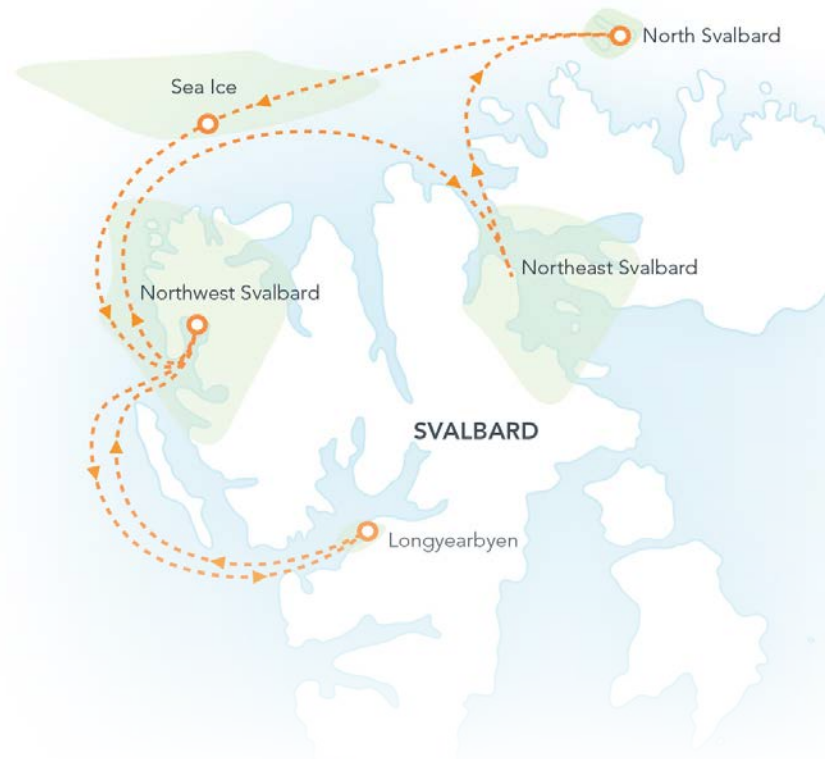 North Svalbard
Sea Ice
Northeast Svalbard
Northwest Svalbard
SVALBARD
Longyearbyen